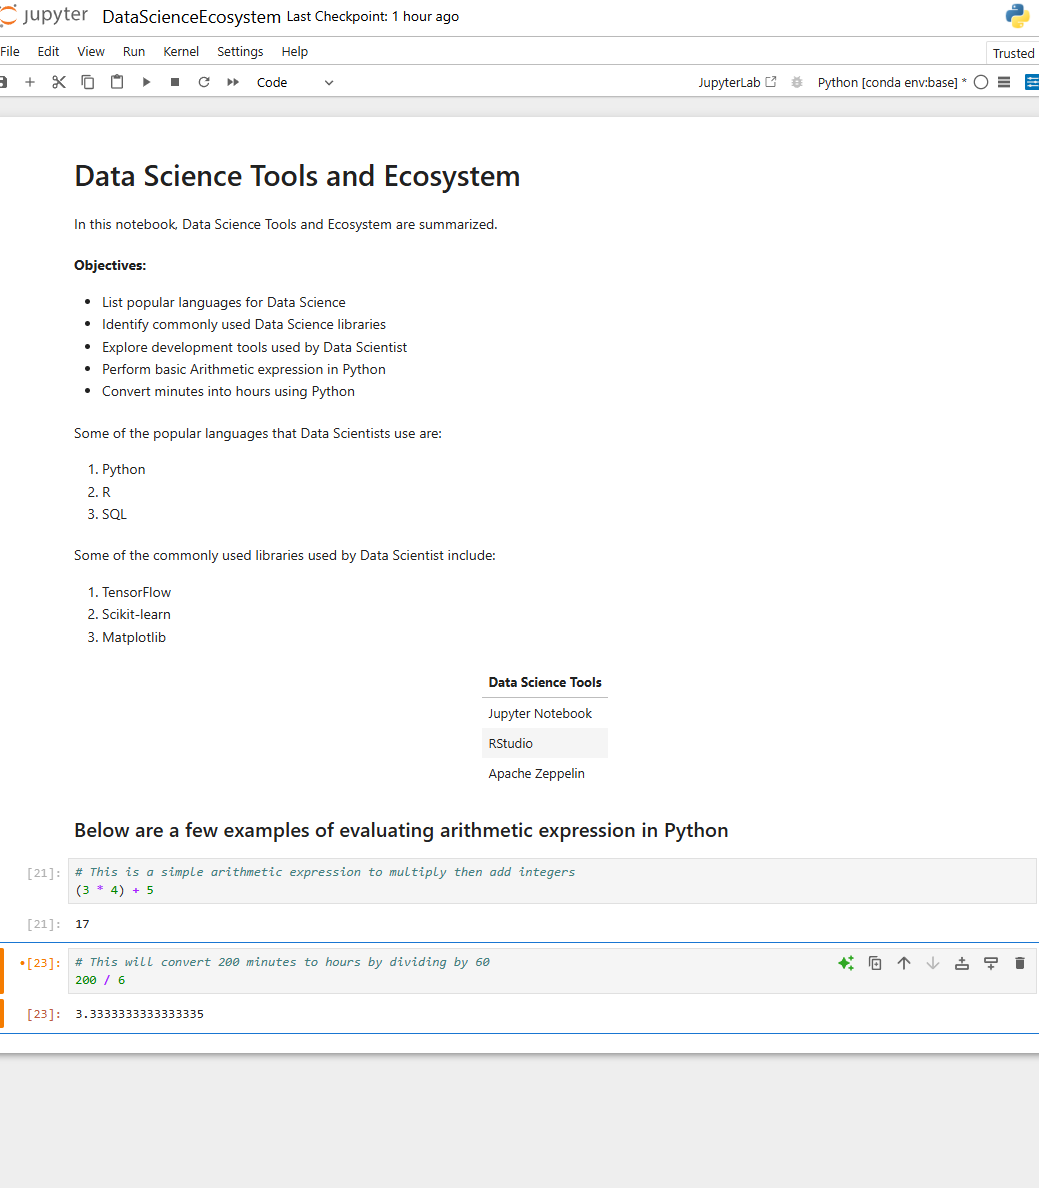 jupyter DataScienceEcosystem Last Checkpoint: 1 hour ago
File Edit View Run Kernel Settings Help
Trusted
Code JupyterLab Python [conda env:base] *
Data Science Tools and Ecosystem
In this notebook, Data Science Tools and Ecosystem are summarized.
Objectives:
• List popular languages for Data Science
• Identify commonly used Data Science libraries
• Explore development tools used by Data Scientist
• Perform basic Arithmetic expression in Python
• Convert minutes into hours using Python
Some of the popular languages that Data Scientists use are:
1. Python
2. R
3. SQL
Some of the commonly used libraries used by Data Scientist include:
1. TensorFlow
2. Scikit-learn
3. Matplotlib
Data Science Tools
Jupyter Notebook
RStudio
Apache Zeppelin
Below are a few examples of evaluating arithmetic expression in Python
[21]: # This is a simple arithmetic expression to multiply then add integers
(3 * 4) + 5
[21]: 17
•[23]: # This will convert 200 minutes to hours by dividing by 60
200 / 6
[23]: 3.3333333333333335